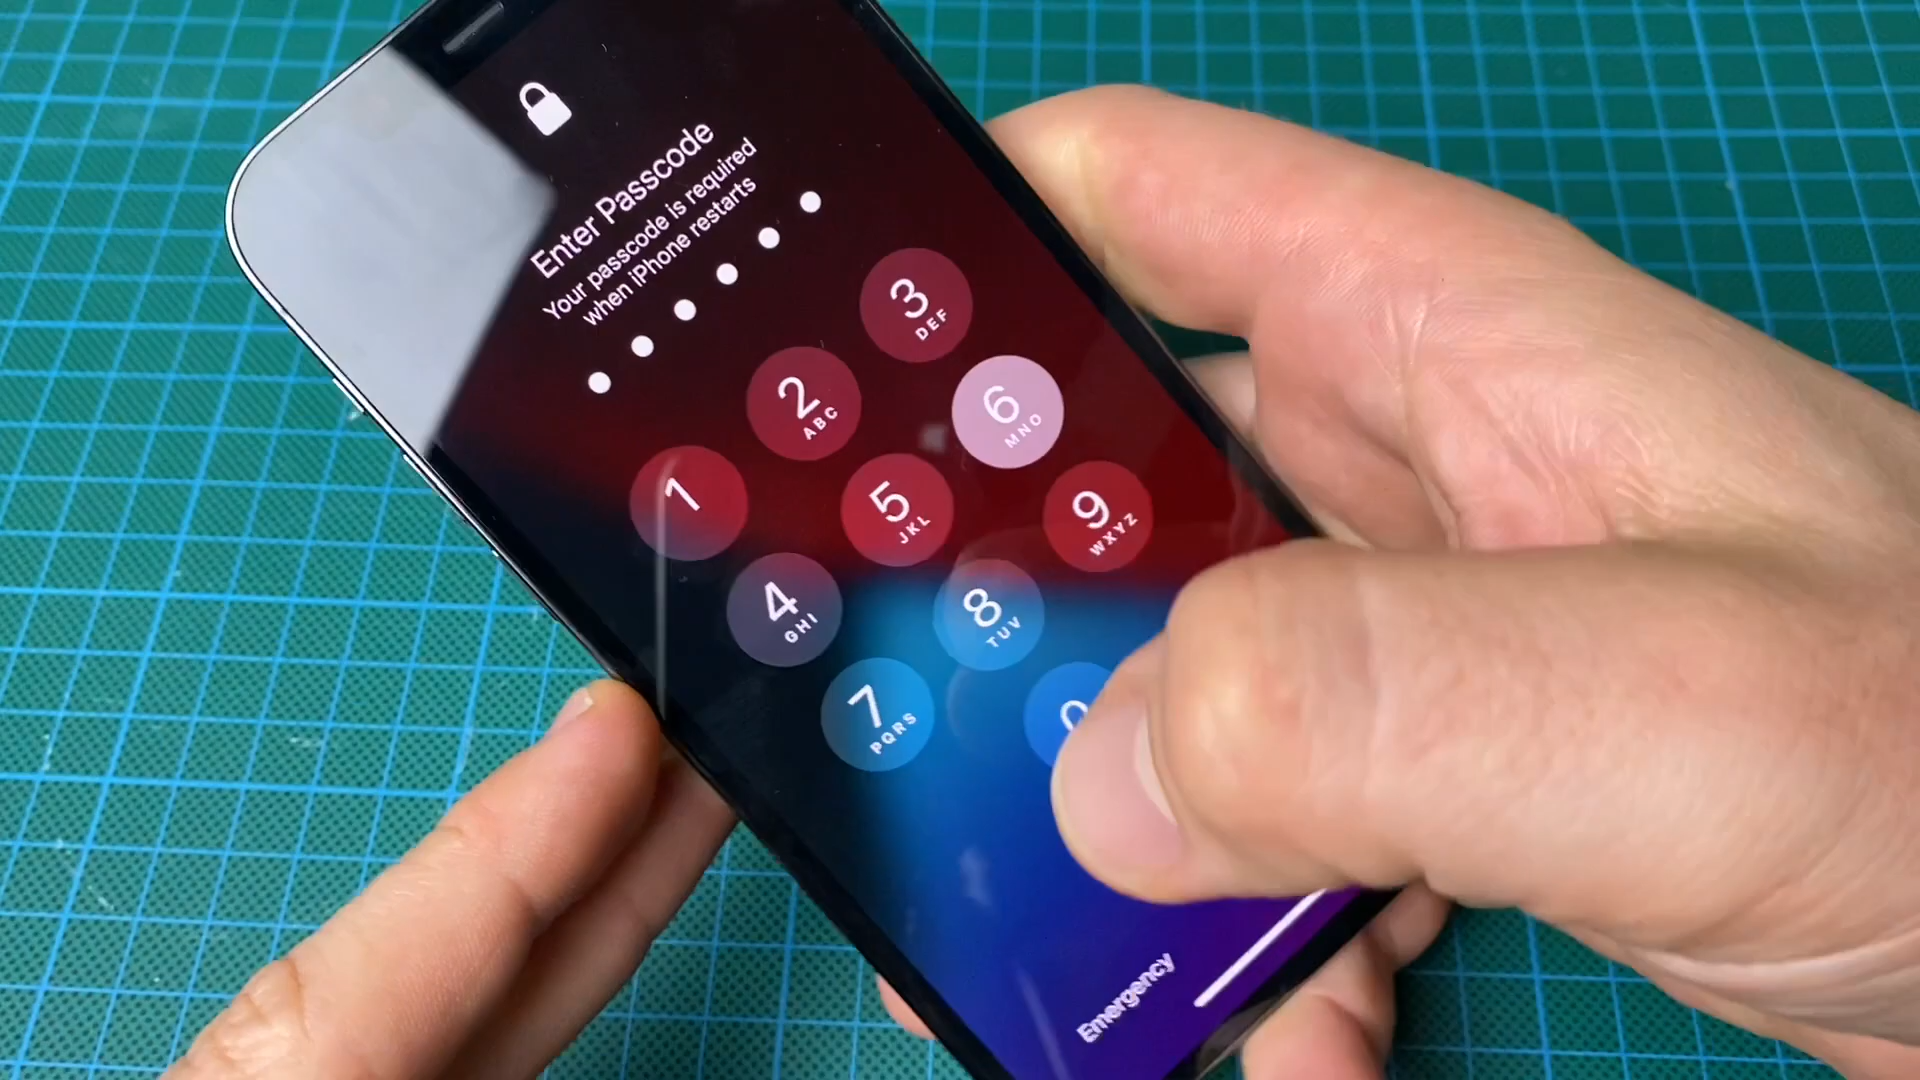 Enter Passcode
Your passcode is required
when iPhone restarts
1
2
ABC
3
DEF
4
GHI
5
JKL
6
MNO
7
PQRS
8
TUV
9
WXYZ
0
Emergency